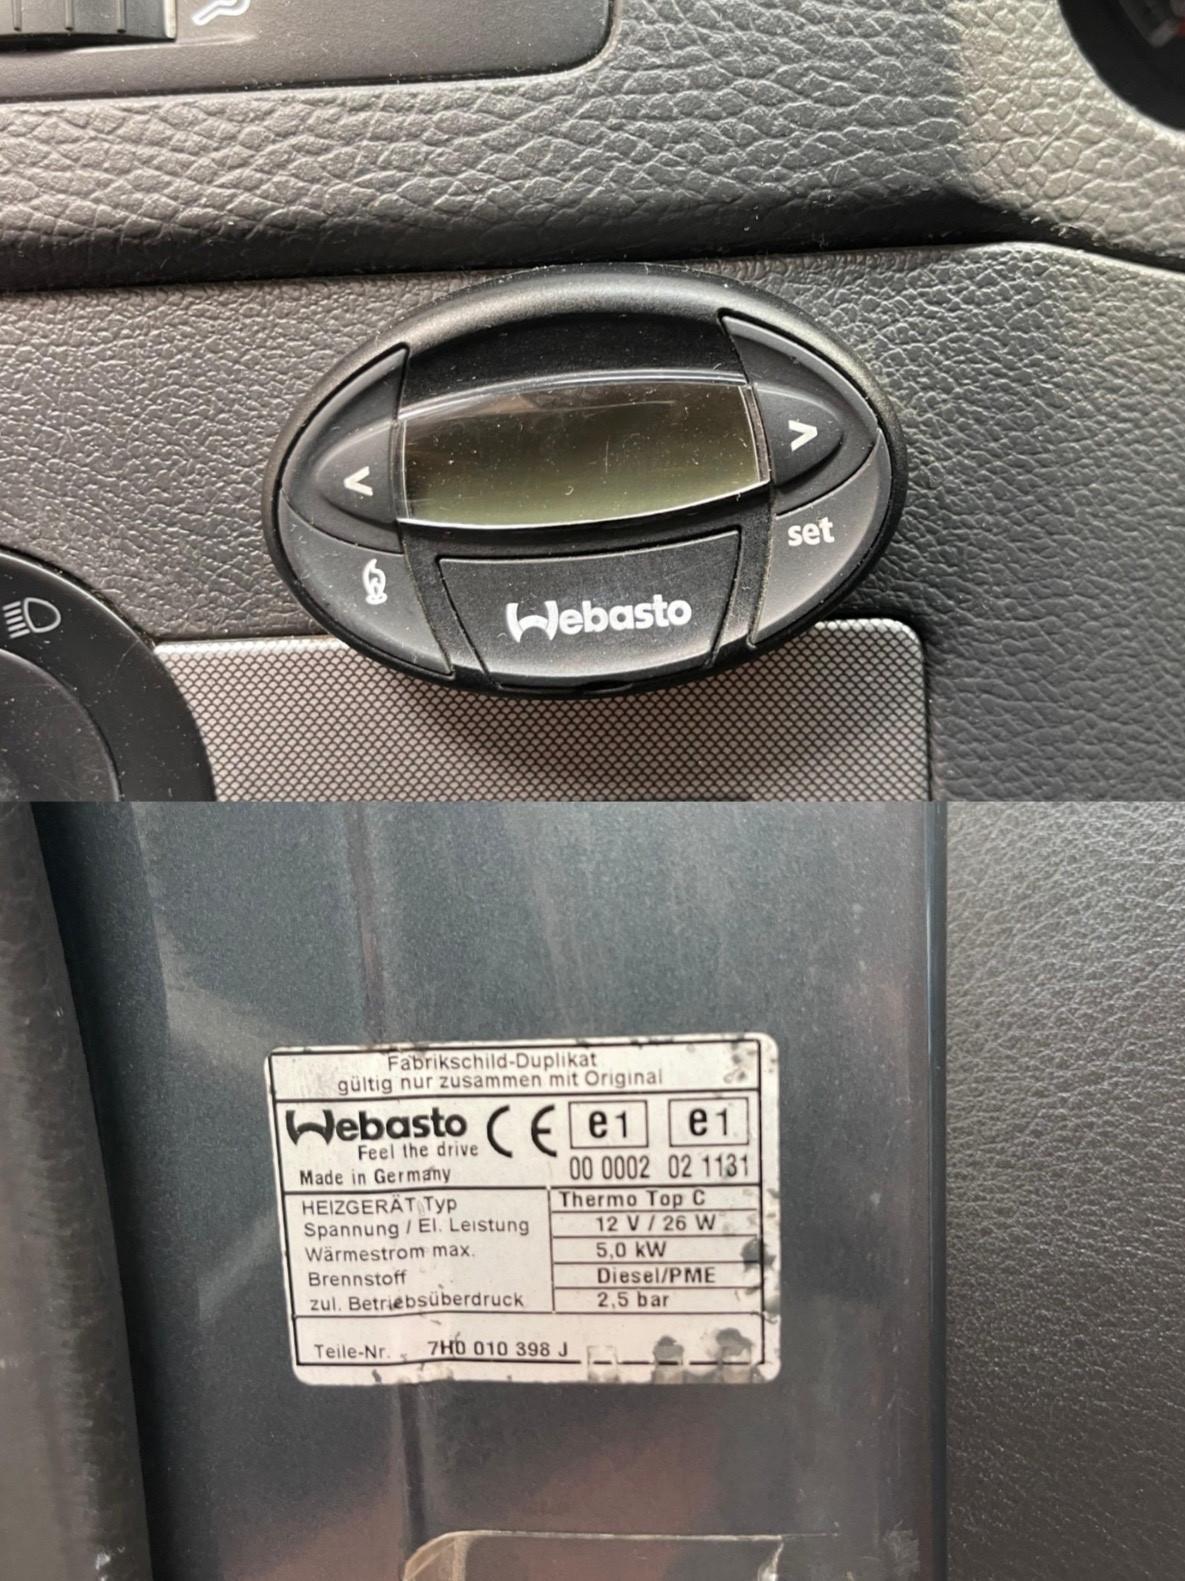 <
>
set
Webasto
Fabrikschild-Duplikat
gültig nur zusammen mit Original
Webasto CE e1 e1
Feel the drive
Made in Germany 00 0002 02 1131
HEIZGERÄT Typ Thermo Top C
Spannung / El. Leistung 12 V / 26 W
Wärmestrom max. 5,0 kW
Brennstoff Diesel/PME
zul. Betriebsüberdruck 2,5 bar
Teile-Nr. 7H0 010 398 J